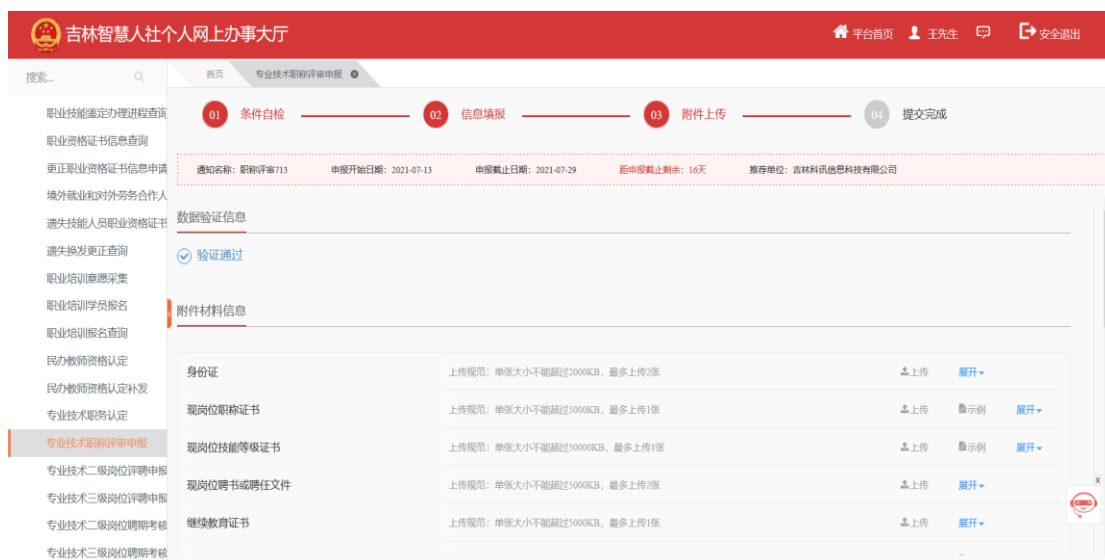 吉林智慧人社个人网上办事大厅
平台首页 王先生 安全退出
搜索...
首页 专业技术职称评审申报
职业技能鉴定办理进程查询
职业资格证书信息查询
更正职业资格证书信息申请
境外就业和对外劳务合作人
遗失技能人员职业资格证书
遗失换发更正查询
职业培训意愿采集
职业培训学员报名
职业培训报名查询
民办教师资格认定
民办教师资格认定补发
专业技术职务认定
专业技术职称评审申报
专业技术二级岗位评聘申报
专业技术三级岗位评聘申报
专业技术二级岗位聘期考核
专业技术三级岗位聘期考核
01 条件自检 02 信息填报 03 附件上传 04 提交完成
通知名称：职称评审713 申报开始日期：2021-07-13 申报截止日期：2021-07-29 距申报截止剩余：16天 推荐单位：吉林科讯信息科技有限公司
数据验证信息
验证通过
附件材料信息
身份证 上传规范：单张大小不能超过2000KB，最多上传2张 上传 展开
现岗位职称证书 上传规范：单张大小不能超过5000KB，最多上传1张 上传 示例 展开
现岗位技能等级证书 上传规范：单张大小不能超过50000KB，最多上传1张 上传 示例 展开
现岗位聘书或聘任文件 上传规范：单张大小不能超过5000KB，最多上传2张 上传 展开
继续教育证书 上传规范：单张大小不能超过5000KB，最多上传1张 上传 展开
x